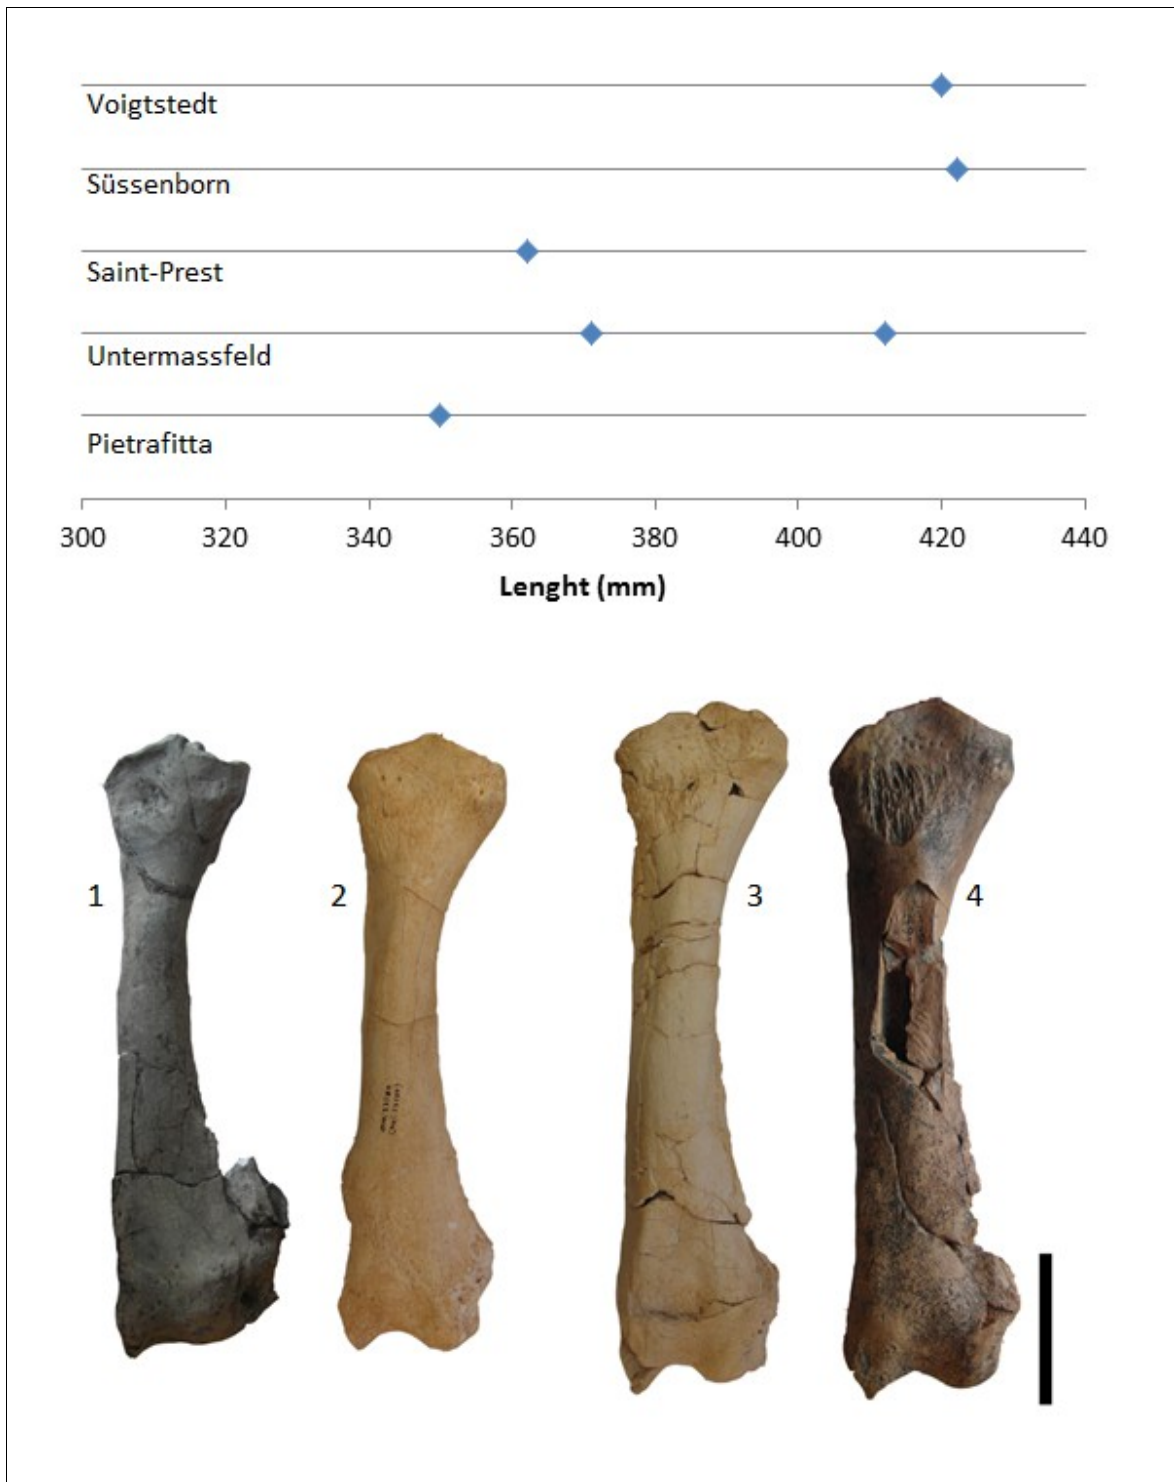 Voigtstedt
Süssenborn
Saint-Prest
Untermassfeld
Pietrafitta
300 320 340 360 380 400 420 440
Lenght (mm)
1 2 3 4